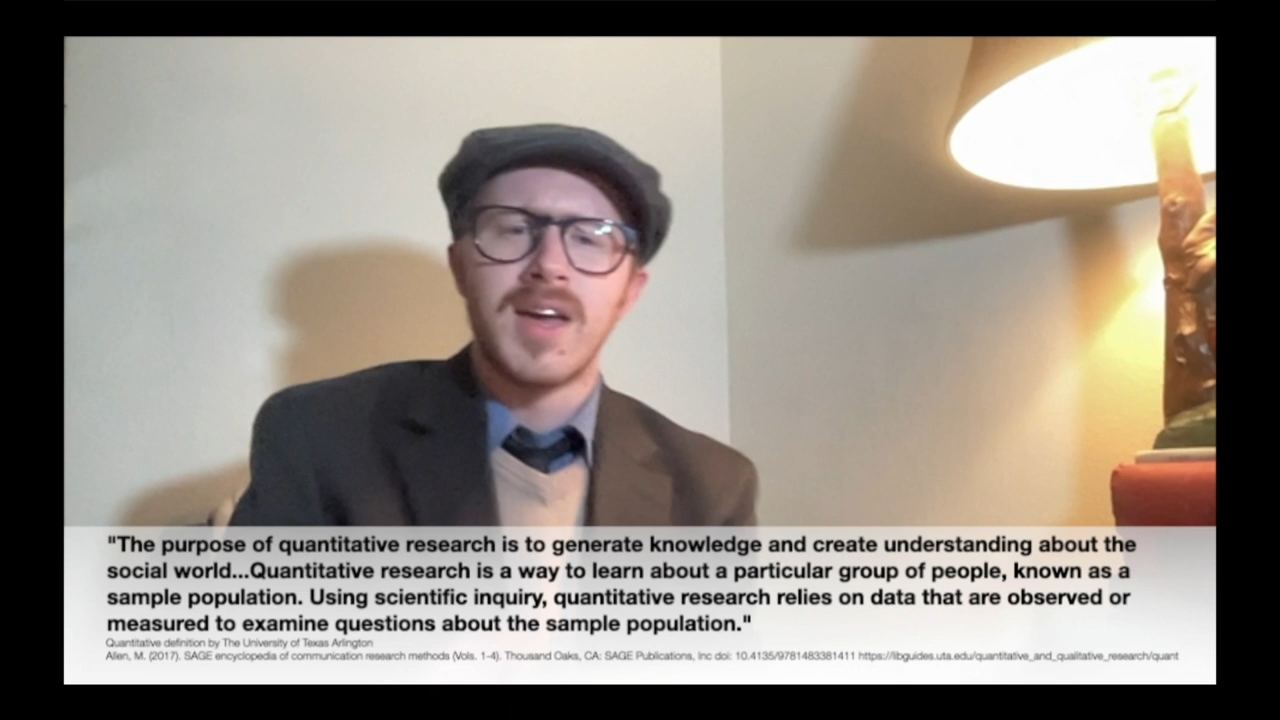 "The purpose of quantitative research is to generate knowledge and create understanding about the
social world...Quantitative research is a way to learn about a particular group of people, known as a
sample population. Using scientific inquiry, quantitative research relies on data that are observed or
measured to examine questions about the sample population."
Quantitative definition by The University of Texas Arlington
Allen, M. (2017). SAGE encyclopedia of communication research methods (Vols. 1-4). Thousand Oaks, CA: SAGE Publications, Inc doi: 10.4135/9781483381411 https://libguides.uta.edu/quantitative_and_qualitative_research/quant